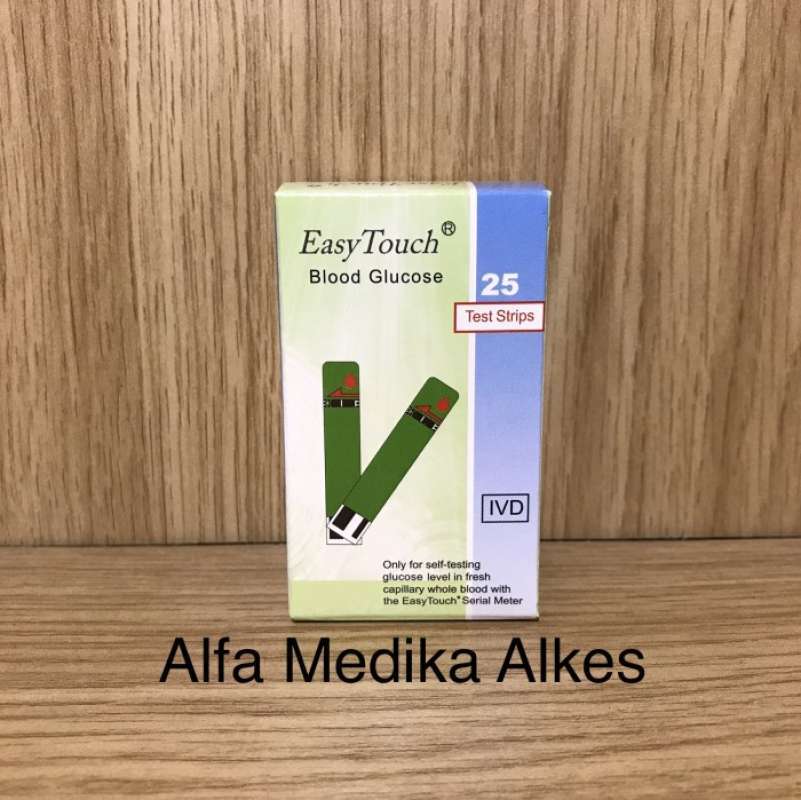 EasyTouch®
Blood Glucose
25
Test Strips
IVD
Only for self-testing
glucose level in fresh
capillary whole blood with
the EasyTouch® Serial Meter
Alfa Medika Alkes